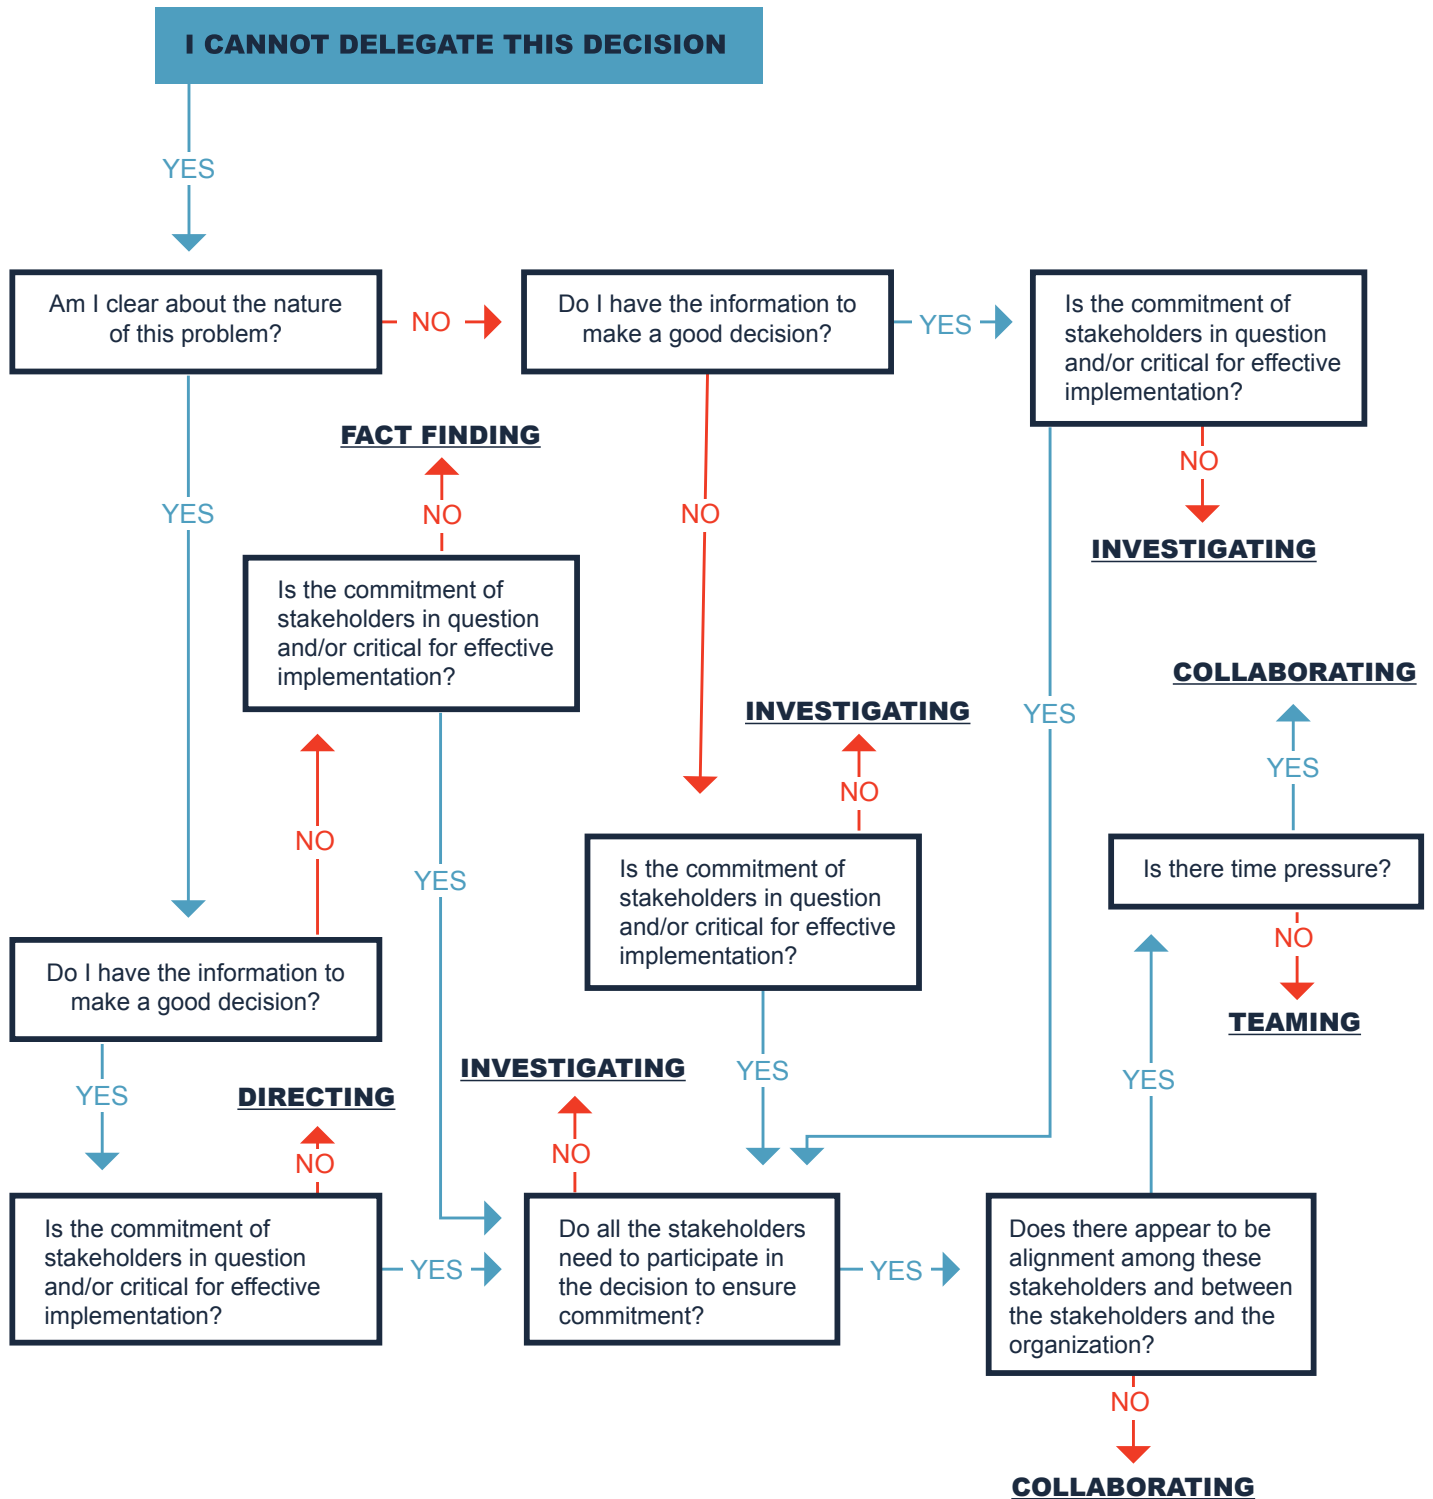 I CANNOT DELEGATE THIS DECISION
YES
Am I clear about the nature
of this problem?
NO
Do I have the information to
make a good decision?
YES
Is the commitment of
stakeholders in question
and/or critical for effective
implementation?
NO
INVESTIGATING
FACT FINDING
NO
YES
NO
Is the commitment of
stakeholders in question
and/or critical for effective
implementation?
COLLABORATING
YES
INVESTIGATING
NO
YES
NO
YES
Is the commitment of
stakeholders in question
and/or critical for effective
implementation?
Is there time pressure?
NO
TEAMING
Do I have the information to
make a good decision?
YES
DIRECTING
NO
INVESTIGATING
NO
YES
YES
Is the commitment of
stakeholders in question
and/or critical for effective
implementation?
YES
Do all the stakeholders
need to participate in
the decision to ensure
commitment?
YES
Does there appear to be
alignment among these
stakeholders and between
the stakeholders and the
organization?
NO
COLLABORATING